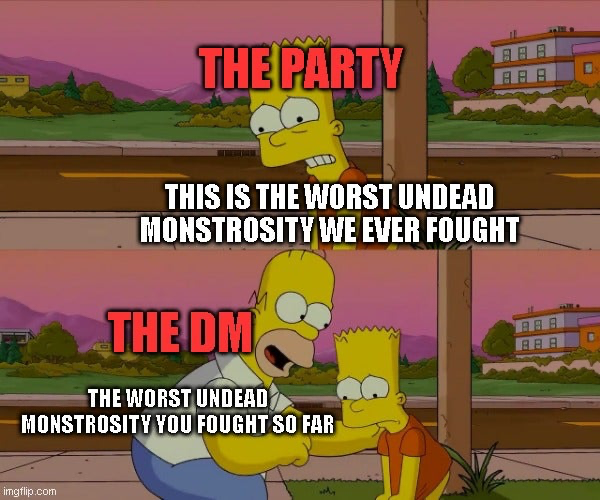 THE PARTY
THIS IS THE WORST UNDEAD
MONSTROSITY WE EVER FOUGHT
THE DM
THE WORST UNDEAD
MONSTROSITY YOU FOUGHT SO FAR
imgflip.com